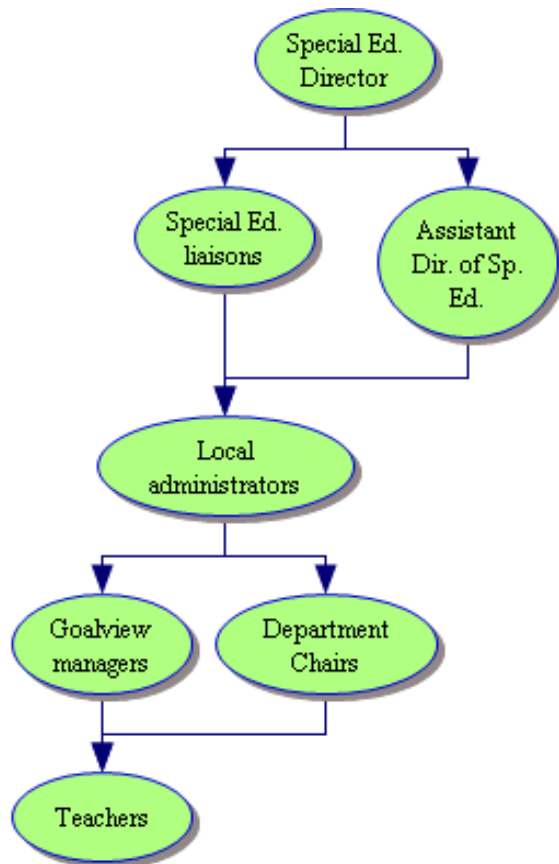 Special Ed.
Director
Special Ed.
liaisons
Assistant
Dir. of Sp.
Ed.
Local
administrators
Goalview
managers
Department
Chairs
Teachers